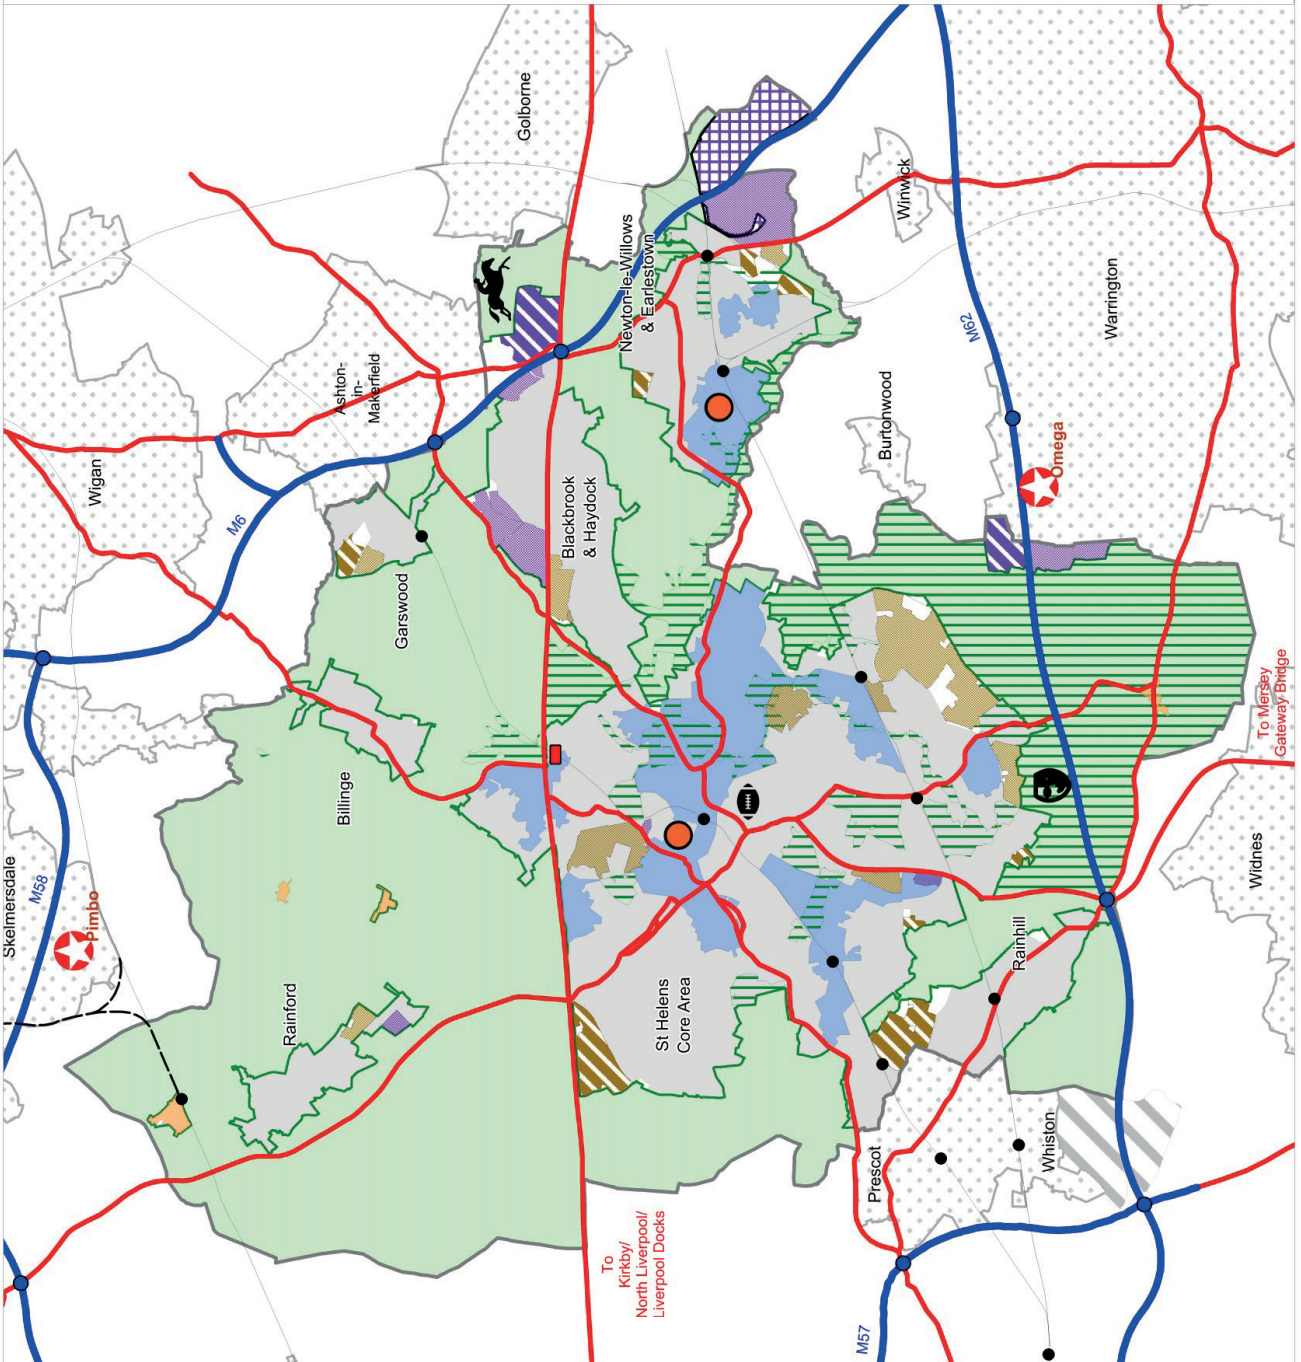 Golborne
Winwick
Newton-le-Willows
& Earlestown
M62
Warrington
Ashton-
in-
Makerfield
Wigan
M6
Burtonwood
Omega
Blackbrook
& Haydock
Garswood
To Mersey
Gateway Bridge
Billinge
Skelmersdale
M58
Pimbo
Widnes
Rainhill
St Helens
Core Area
Rainford
Whiston
Prescot
To
Kirkby/
North Liverpool/
Liverpool Docks
M57